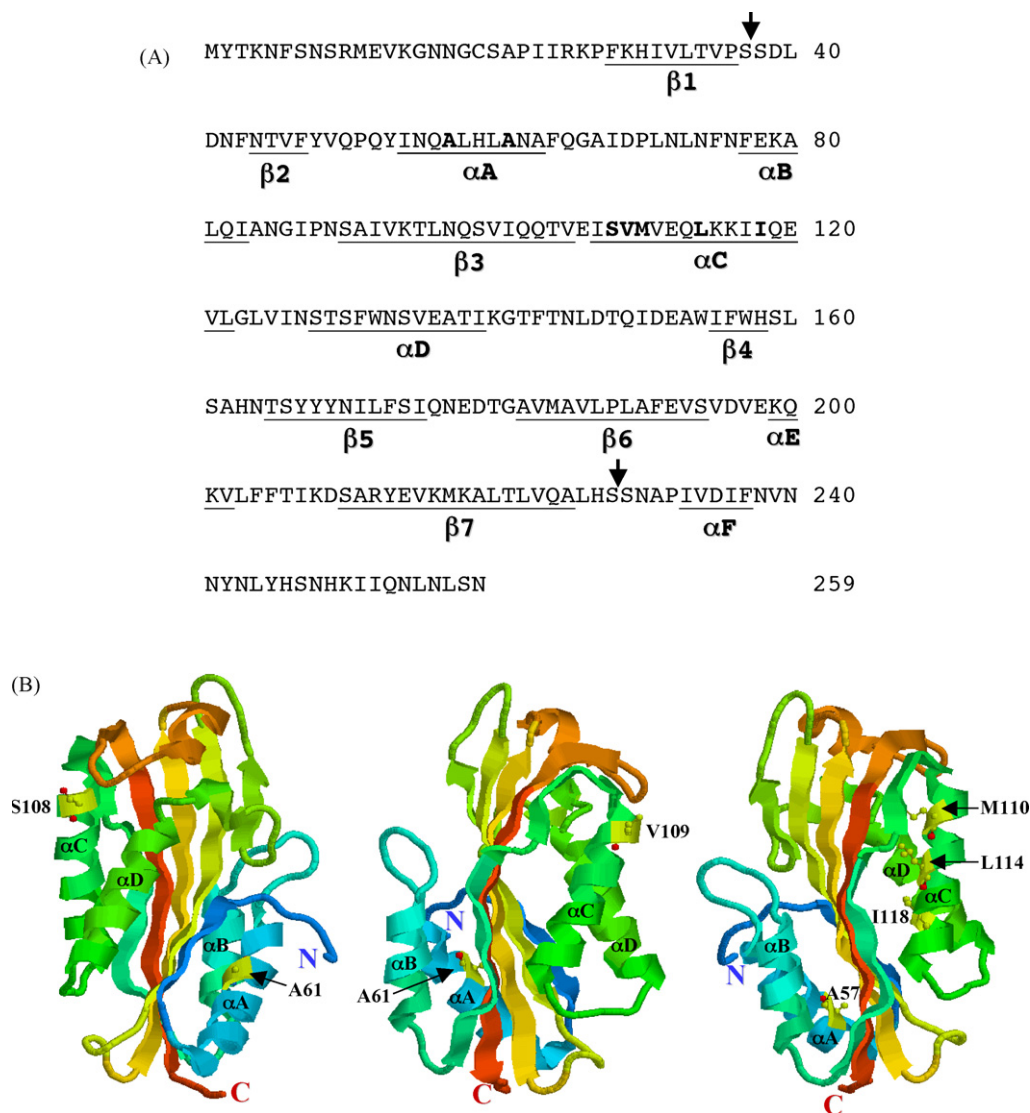 (A) MYTKNFSNSRMEVKGNNGCSAPIIRKPFKHIVLTVPSSDL 40
β1
DNFNTVFYVQPQYINQALHLANAFQGAIDPLNLNFNFEKA 80
β2 αA αB
LQIANGIPNSAIVKTLNQSVIQQTVEISVMVEQLKKIIQE 120
β3 αC
VLGLVINSTSFWNSVEATIKGTFTNLDTQIDEAWIFWHSL 160
αD β4
SAHNTSYYYNILFSIQNEDTGAVMAVLPLAFEVSVDVEKQ 200
β5 β6 αE
KVLFFTIKDSARYEVKMKALTLVQALHSSNAPIVDIFNVN 240
β7 αF
NYNLYHSNHKIIQNLNLSN 259
(B)
S108 αC αD αB αA A61 N C
V109 N αB αC αD A61 αA C
M110 L114 αD αC I118 αB N A57 αA C